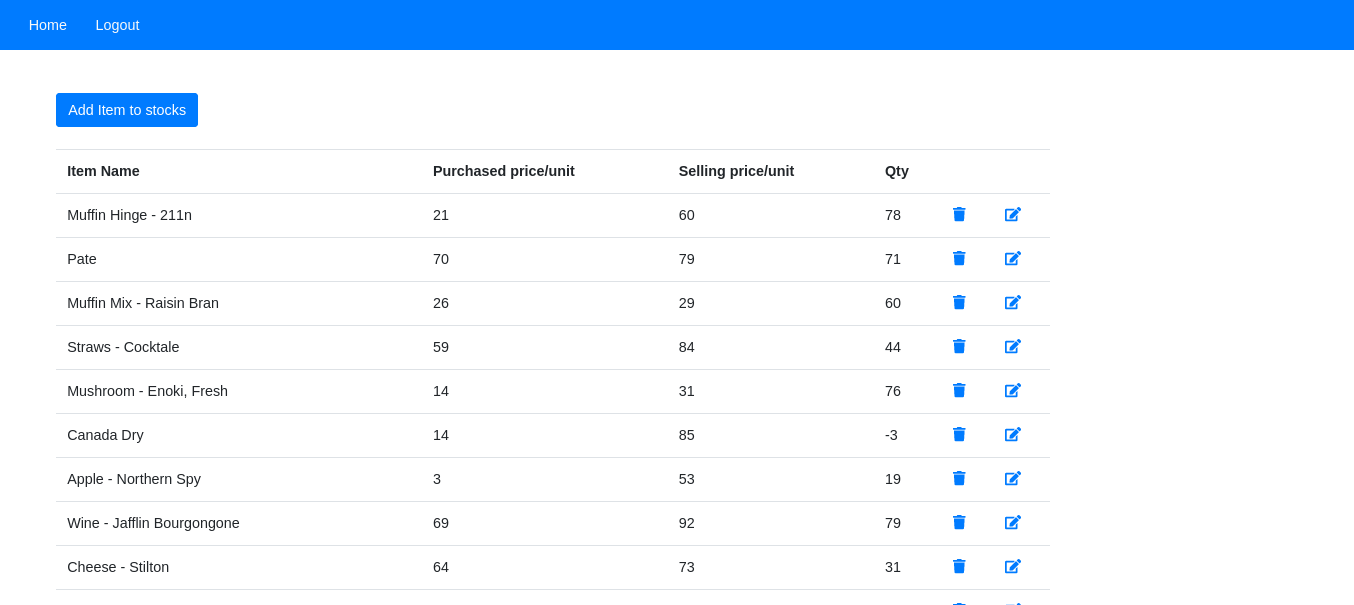 Home Logout
Add Item to stocks
Item Name Purchased price/unit Selling price/unit Qty
Muffin Hinge - 211n 21 60 78
Pate 70 79 71
Muffin Mix - Raisin Bran 26 29 60
Straws - Cocktale 59 84 44
Mushroom - Enoki, Fresh 14 31 76
Canada Dry 14 85 -3
Apple - Northern Spy 3 53 19
Wine - Jafflin Bourgongone 69 92 79
Cheese - Stilton 64 73 31